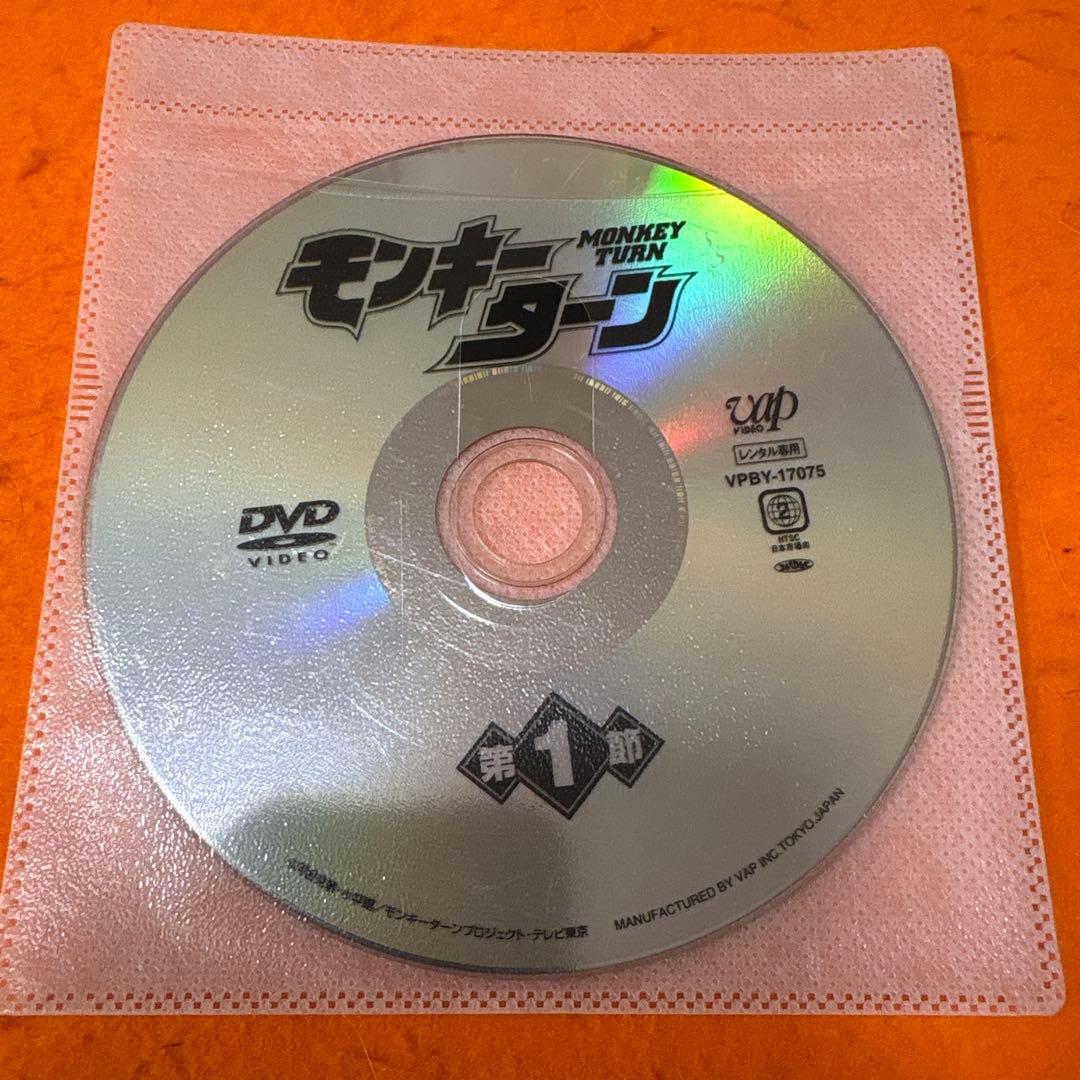 モンキー
ターン
MONKEY
TURN
vap
VIDEO
レンタル専用
VPBY-17075
2
NTSC
日本市場向
DVD
VIDEO
第1節
／モンキーターンプロジェクト・テレビ東京
MANUFACTURED BY VAP INC.TOKYO,JAPAN